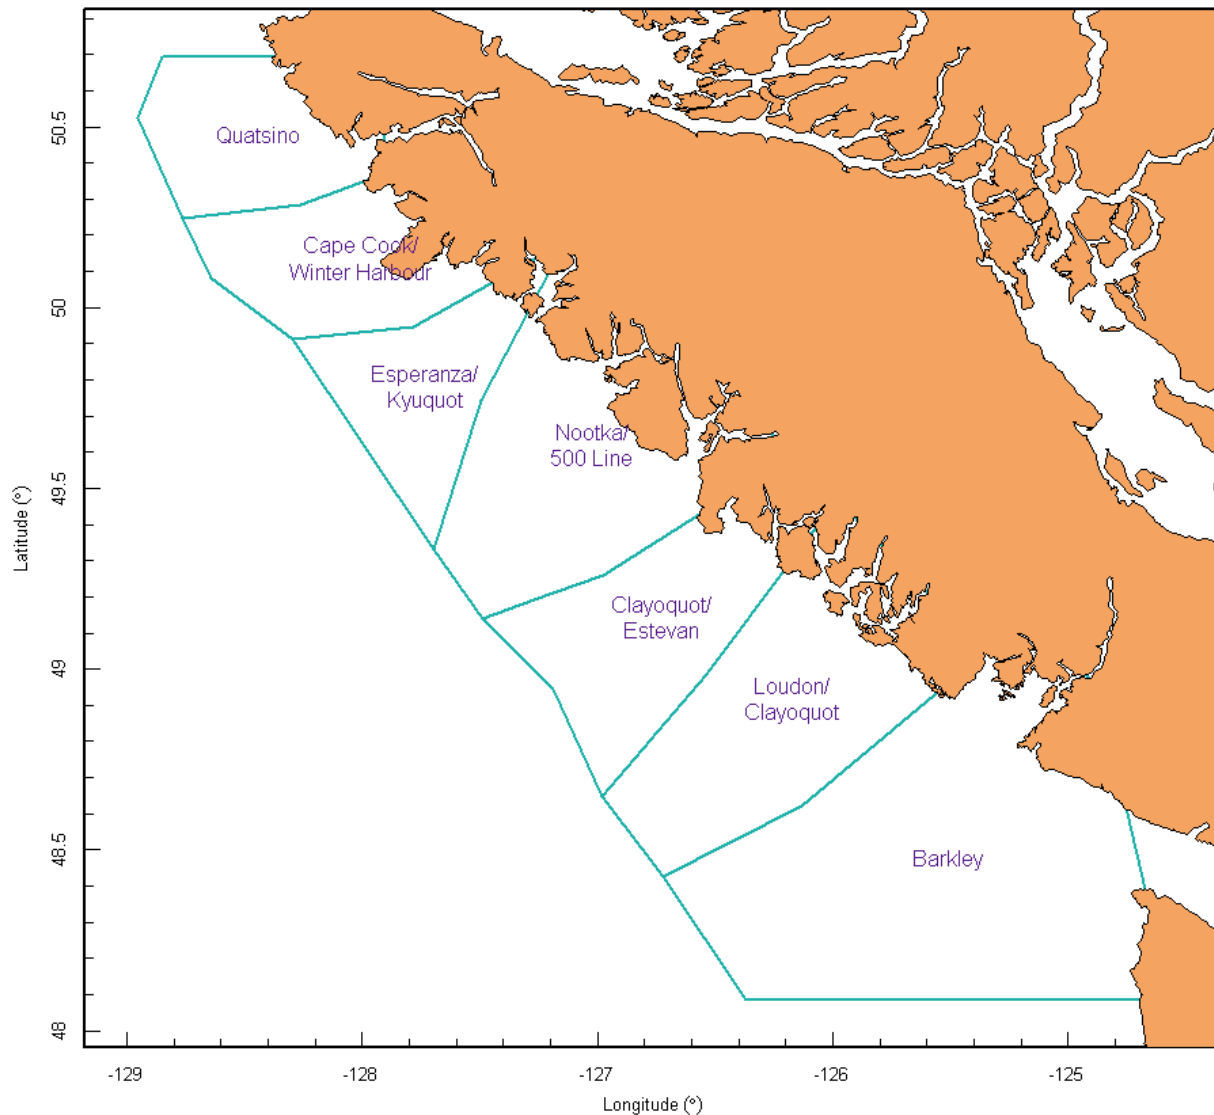 Quatsino
Cape Cook/
Winter Harbour
Esperanza/
Kyuquot
Nootka/
500 Line
Clayoquot/
Estevan
Loudon/
Clayoquot
Barkley
50.5
50
49.5
49
48.5
48
Latitude (°)
-129
-128
-127
-126
-125
Longitude (°)